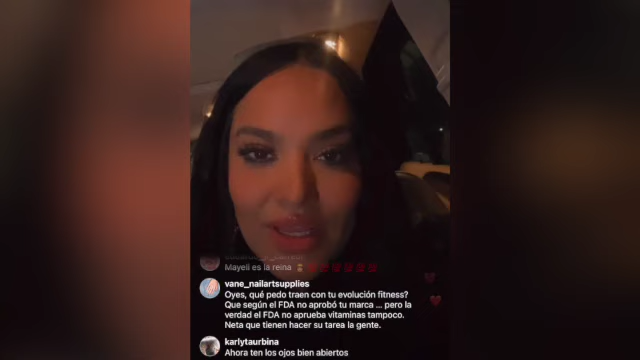 Mayeli es la reina
vane_nailartsupplies
Oyes, qué pedo traen con tu evolución fitness?
Que según el FDA no aprobó tu marca ... pero la
verdad el FDA no aprueba vitaminas tampoco.
Neta que tienen hacer su tarea la gente.
karlytaurbina
Ahora ten los ojos bien abiertos